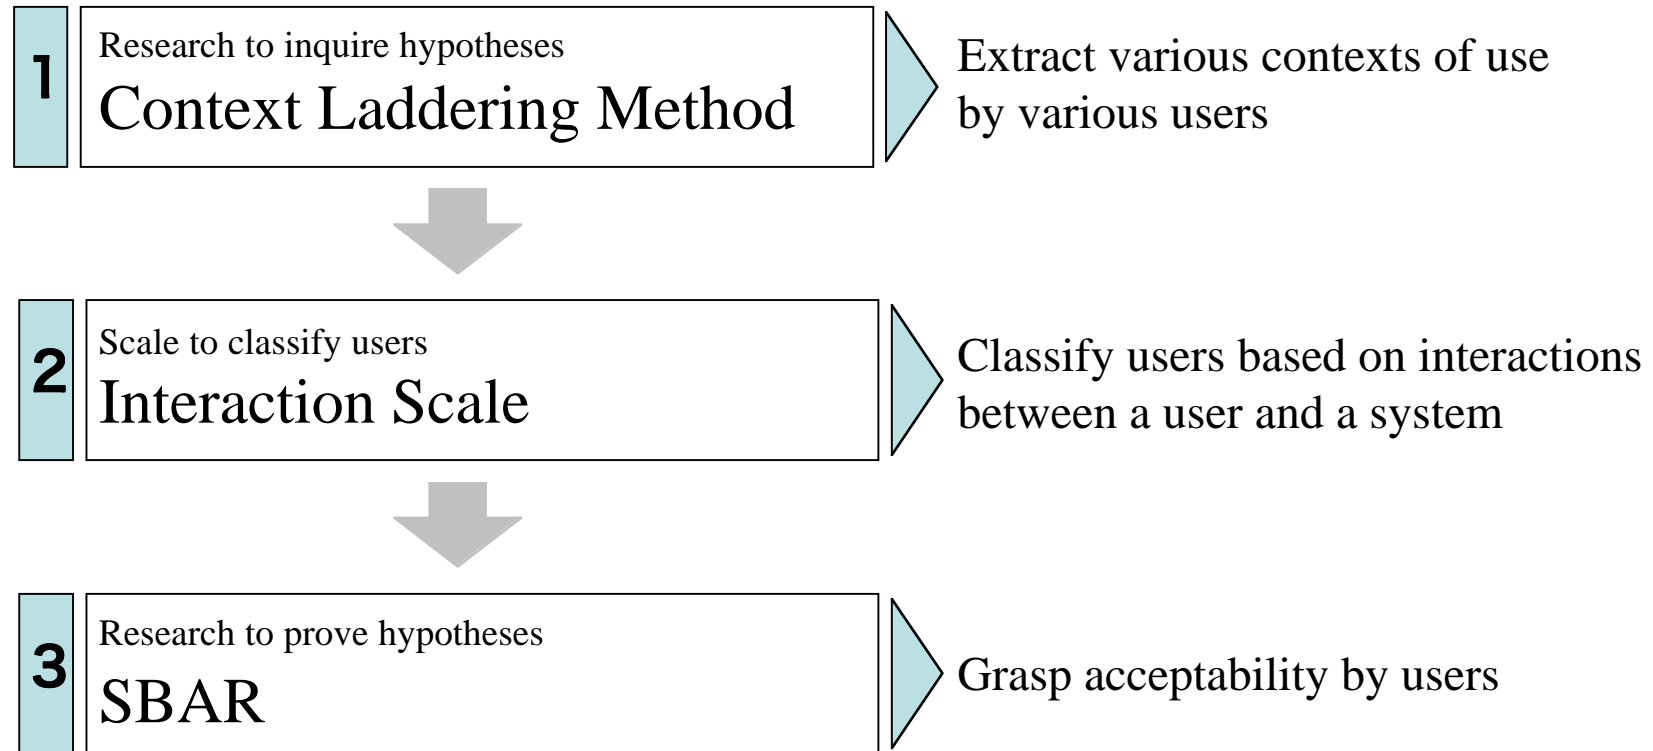 1
Research to inquire hypotheses
Context Laddering Method
Extract various contexts of use
by various users
2
Scale to classify users
Interaction Scale
Classify users based on interactions
between a user and a system
3
Research to prove hypotheses
SBAR
Grasp acceptability by users